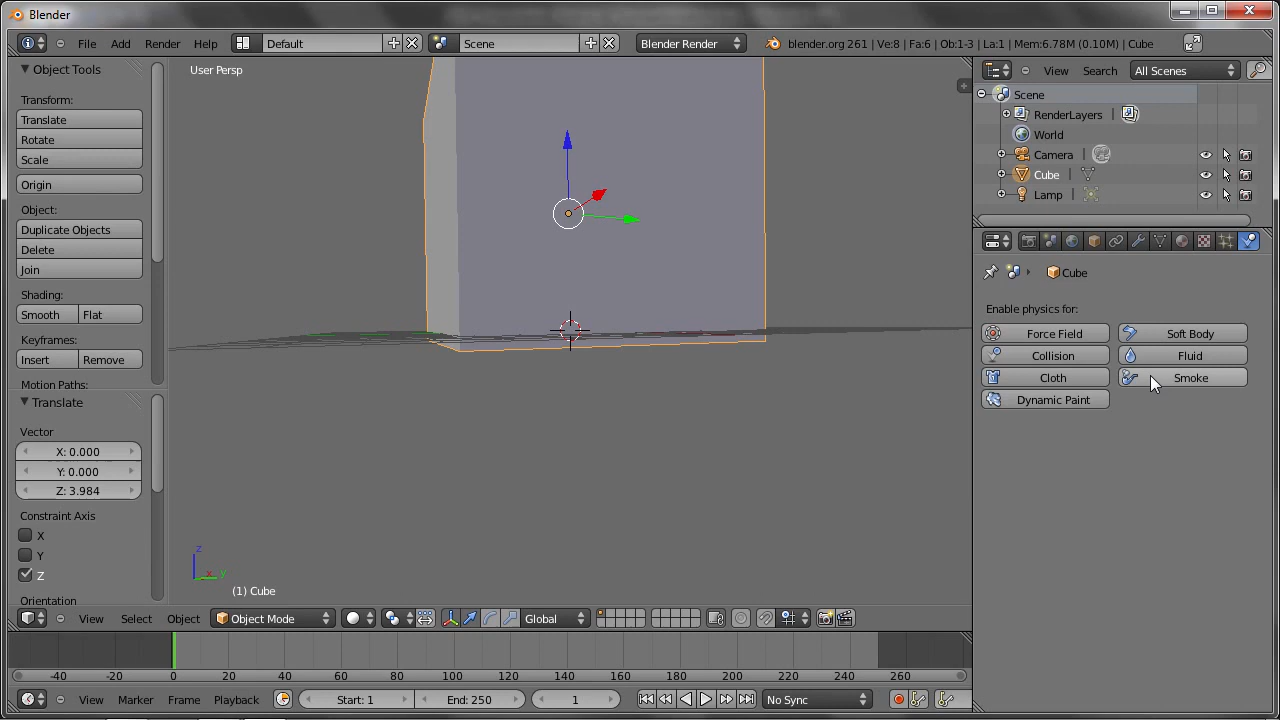 Blender
File Add Render Help Default Scene Blender Render blender.org 261 | Ve:8 | Fa:6 | Ob:1-3 | La:1 | Mem:6.78M (0.10M) | Cube
Object Tools
Transform:
Translate
Rotate
Scale
Origin
Object:
Duplicate Objects
Delete
Join
Shading:
Smooth Flat
Keyframes:
Insert Remove
Motion Paths:
Translate
Vector
X: 0.000
Y: 0.000
Z: 3.984
Constraint Axis
X
Y
Z
Orientation
User Persp
z
x y
(1) Cube
View Select Object Object Mode Global
View Search All Scenes
Scene
RenderLayers |
World
Camera |
Cube |
Lamp |
Cube
Enable physics for:
Force Field Soft Body
Collision Fluid
Cloth Smoke
Dynamic Paint
-40 -20 0 20 40 60 80 100 120 140 160 180 200 220 240 260
View Marker Frame Playback Start: 1 End: 250 1 No Sync